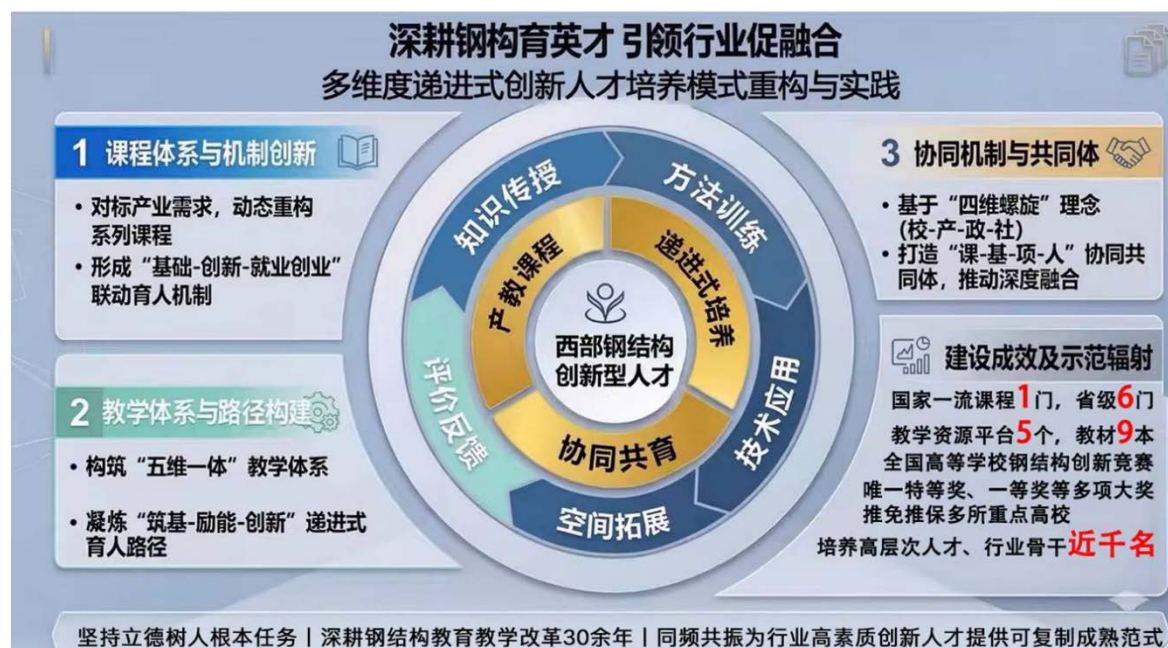 深耕钢构育英才 引领行业促融合
多维度递进式创新人才培养模式重构与实践
1 课程体系与机制创新
• 对标产业需求，动态重构
系列课程
• 形成“基础-创新-就业创业”
联动育人机制
2 教学体系与路径构建
• 构筑“五维一体”教学体系
• 凝炼“筑基-励能-创新”递进式
育人路径
知识传授
方法训练
技术应用
空间拓展
评价反馈
产教课程
递进式培养
协同共育
西部钢结构
创新型人才
3 协同机制与共同体
• 基于“四维螺旋”理念
(校-产-政-社)
• 打造“课-基-项-人”协同共
同体，推动深度融合
建设成效及示范辐射
国家一流课程1门，省级6门
教学资源平台5个，教材9本
全国高等学校钢结构创新竞赛
唯一特等奖、一等奖等多项大奖
推免推保多所重点高校
培养高层次人才、行业骨干近千名
坚持立德树人根本任务丨深耕钢结构教育教学改革30余年丨同频共振为行业高素质创新人才提供可复制成熟范式